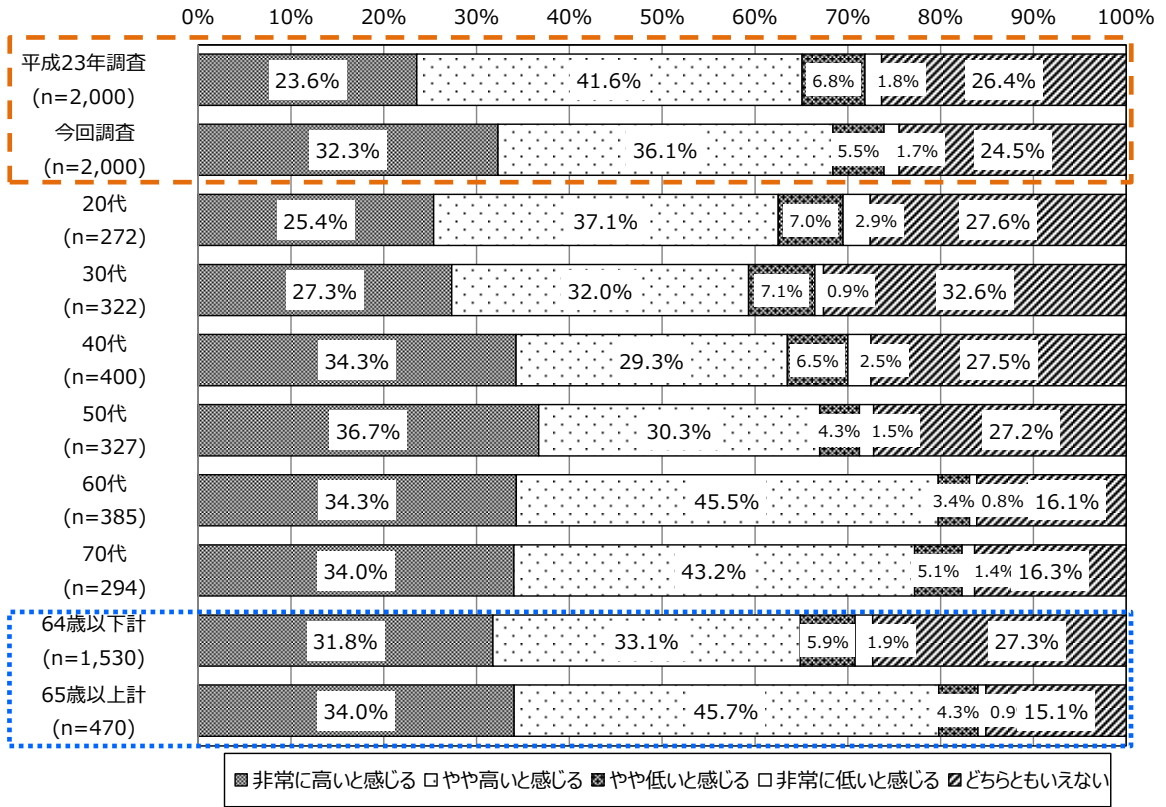 0% 10% 20% 30% 40% 50% 60% 70% 80% 90% 100%
平成23年調査
(n=2,000)
23.6% 41.6% 6.8% 1.8% 26.4%
今回調査
(n=2,000)
32.3% 36.1% 5.5% 1.7% 24.5%
20代
(n=272)
25.4% 37.1% 7.0% 2.9% 27.6%
30代
(n=322)
27.3% 32.0% 7.1% 0.9% 32.6%
40代
(n=400)
34.3% 29.3% 6.5% 2.5% 27.5%
50代
(n=327)
36.7% 30.3% 4.3% 1.5% 27.2%
60代
(n=385)
34.3% 45.5% 3.4% 0.8% 16.1%
70代
(n=294)
34.0% 43.2% 5.1% 1.4% 16.3%
64歳以下計
(n=1,530)
31.8% 33.1% 5.9% 1.9% 27.3%
65歳以上計
(n=470)
34.0% 45.7% 4.3% 0.9 15.1%
非常に高いと感じる やや高いと感じる やや低いと感じる 非常に低いと感じる どちらともいえない